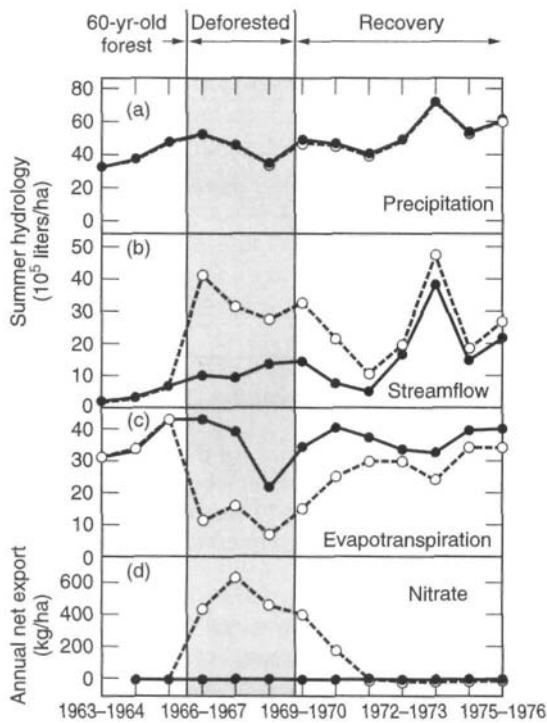 60-yr-old forest
Deforested
Recovery
Summer hydrology
(10⁵ liters/ha)
(a)
80
60
40
20
0
Precipitation
(b)
50
40
30
20
10
0
Streamflow
(c)
40
30
20
10
0
Evapotranspiration
Annual net export
(kg/ha)
(d)
Nitrate
600
400
200
0
1963–1964
1966–1967
1969–1970
1972–1973
1975–1976